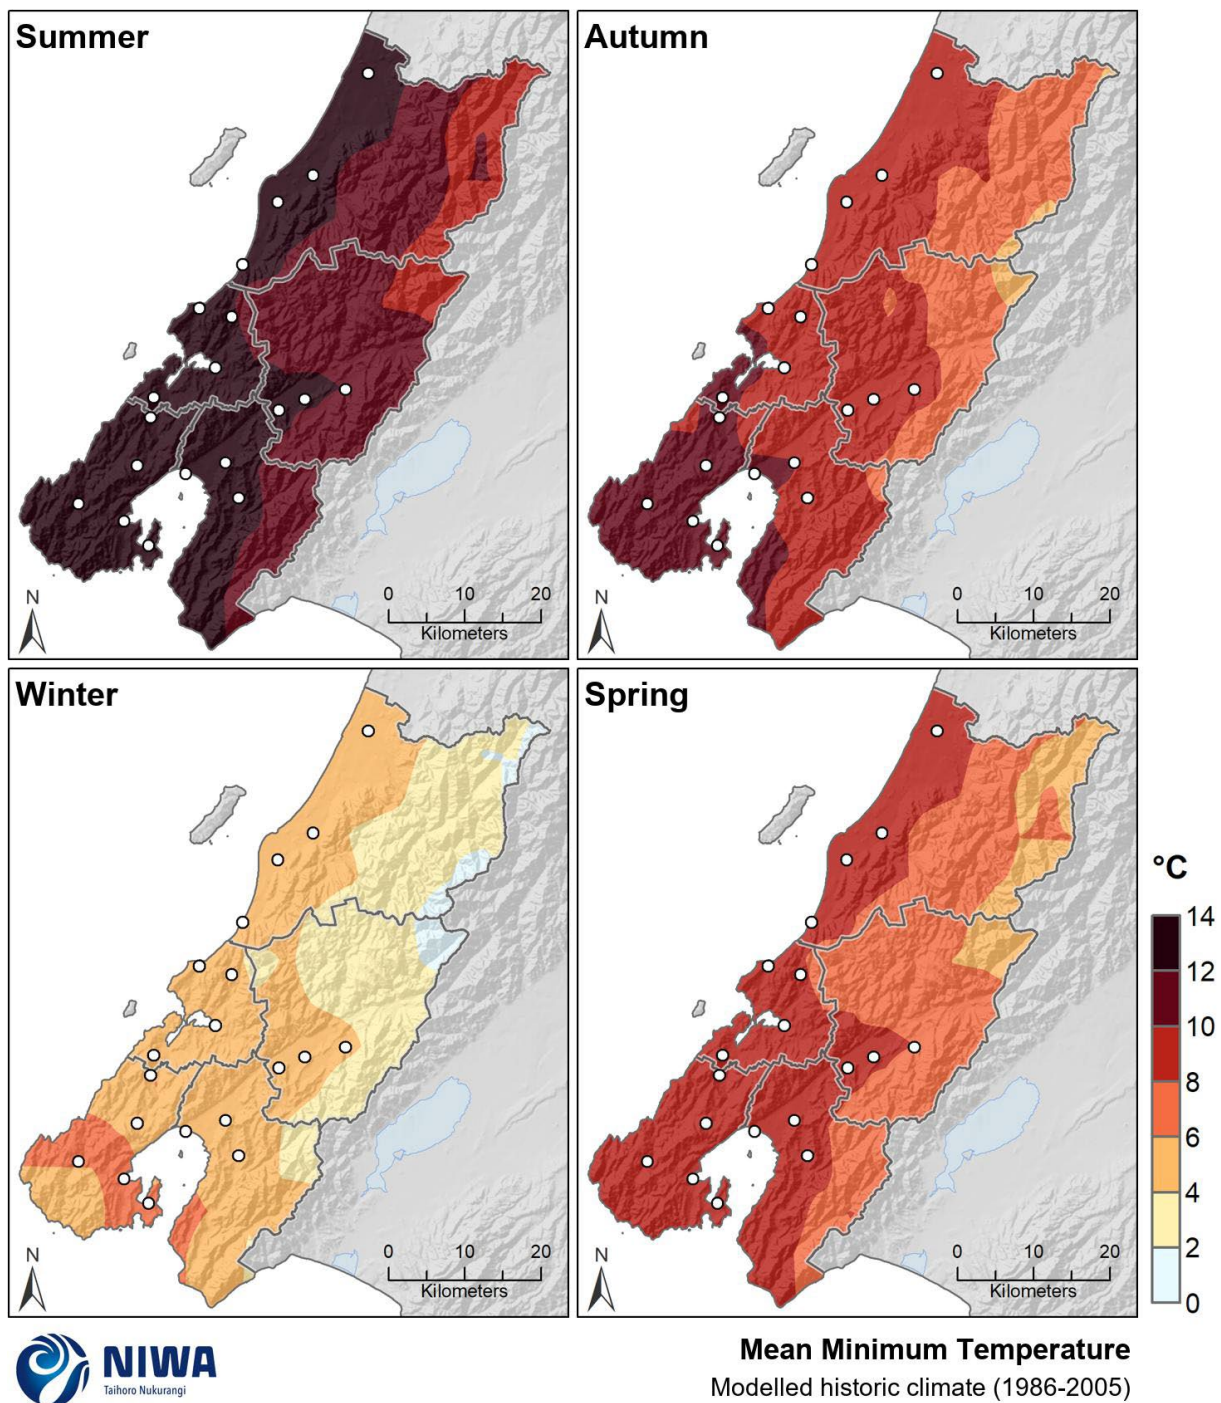 Summer
Autumn
N
0 10 20
Kilometers
N
0 10 20
Kilometers
Winter
Spring
N
0 10 20
Kilometers
N
0 10 20
Kilometers
°C
14
12
10
8
6
4
2
0
NIWA
Taihoro Nukurangi
Mean Minimum Temperature
Modelled historic climate (1986-2005)